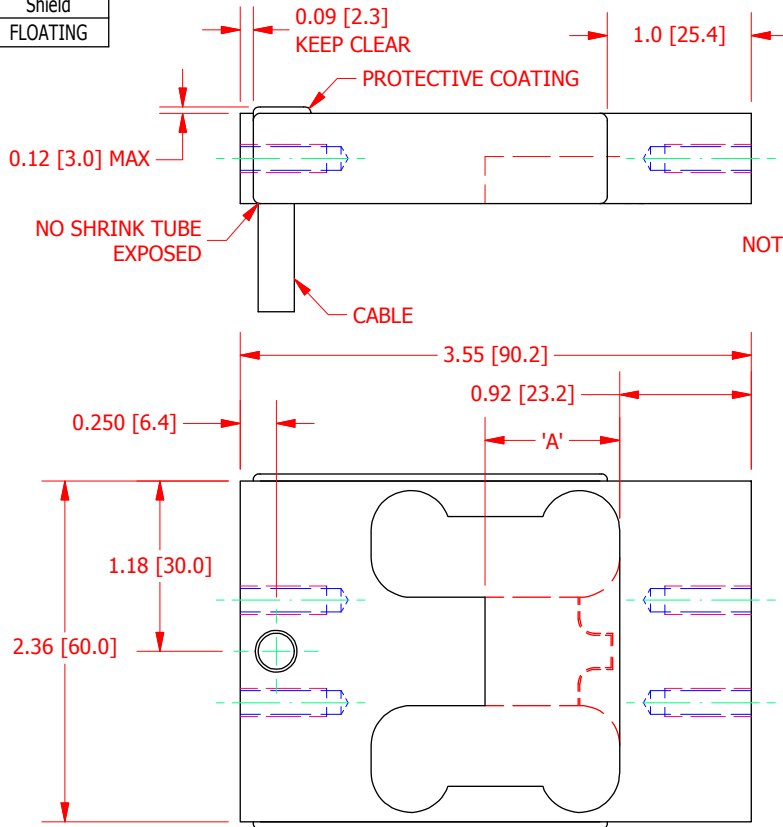 Shield
FLOATING
0.09 [2.3]
KEEP CLEAR
1.0 [25.4]
PROTECTIVE COATING
0.12 [3.0] MAX
NO SHRINK TUBE
EXPOSED
NOT
CABLE
3.55 [90.2]
0.92 [23.2]
0.250 [6.4]
'A'
1.18 [30.0]
2.36 [60.0]